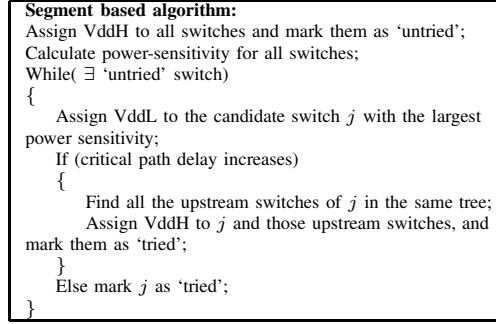 Segment based algorithm:
Assign VddH to all switches and mark them as ‘untried’;
Calculate power-sensitivity for all switches;
While( ∃ ‘untried’ switch)
{
Assign VddL to the candidate switch j with the largest
power sensitivity;
If (critical path delay increases)
{
Find all the upstream switches of j in the same tree;
Assign VddH to j and those upstream switches, and
mark them as ‘tried’;
}
Else mark j as ‘tried’;
}